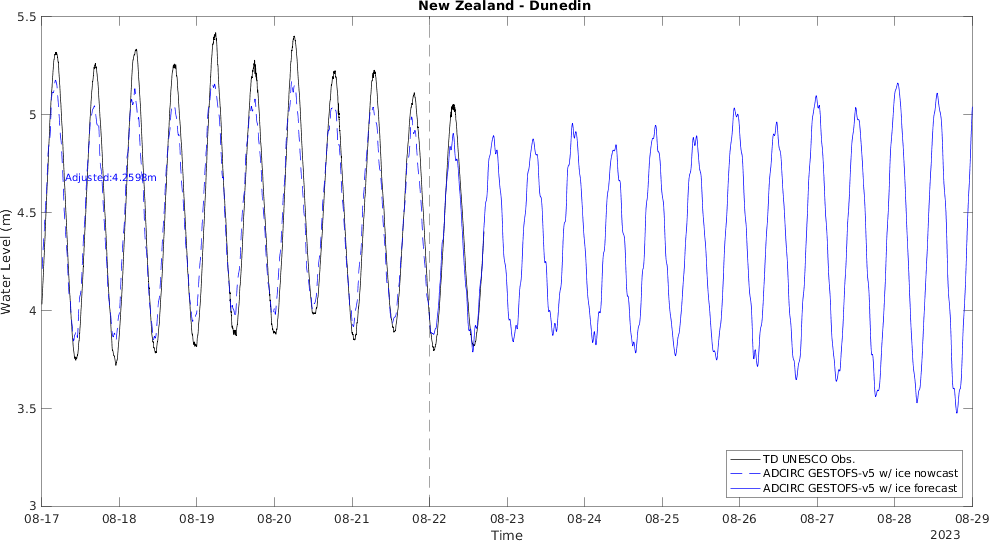 New Zealand - Dunedin
5.5
5
4.5
4
3.5
3
Water Level (m)
Adjusted:4.2598m
TD UNESCO Obs.
ADCIRC GESTOFS-v5 w/ ice nowcast
ADCIRC GESTOFS-v5 w/ ice forecast
08-17 08-18 08-19 08-20 08-21 08-22 08-23 08-24 08-25 08-26 08-27 08-28 08-29
Time
2023